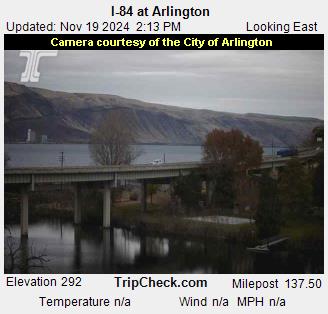 I-84 at Arlington
Updated: Nov 19 2024 2:13 PM Looking East
Camera courtesy of the City of Arlington
Elevation 292 TripCheck.com Milepost 137.50
Temperature n/a Wind n/a MPH n/a